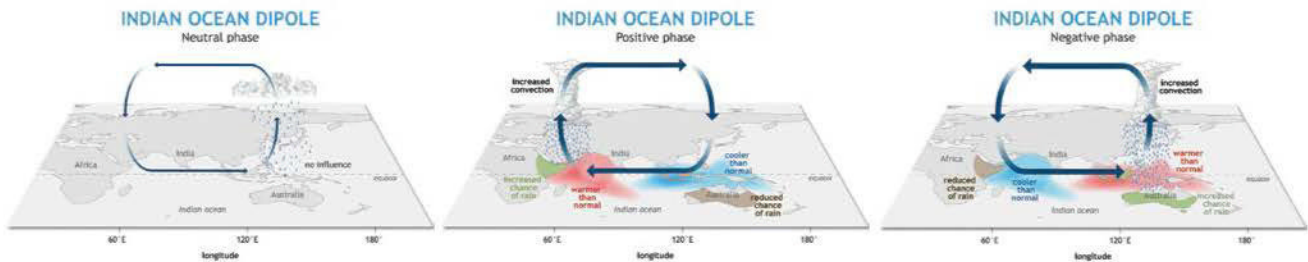 INDIAN OCEAN DIPOLE
Neutral phase
Africa
India
no influence
equator
Australia
Indian ocean
60°E
120°E
180°
longitude
INDIAN OCEAN DIPOLE
Positive phase
increased
convection
Africa
India
cooler
than
normal
increased
chance
of rain
warmer
than
normal
equator
Australia
reduced
chance
of rain
Indian ocean
60°E
120°E
180°
longitude
INDIAN OCEAN DIPOLE
Negative phase
increased
convection
Africa
India
warmer
than
normal
reduced
chance
of rain
cooler
than
normal
equator
Australia
increased
chance
of rain
Indian ocean
60°E
120°E
180°
longitude